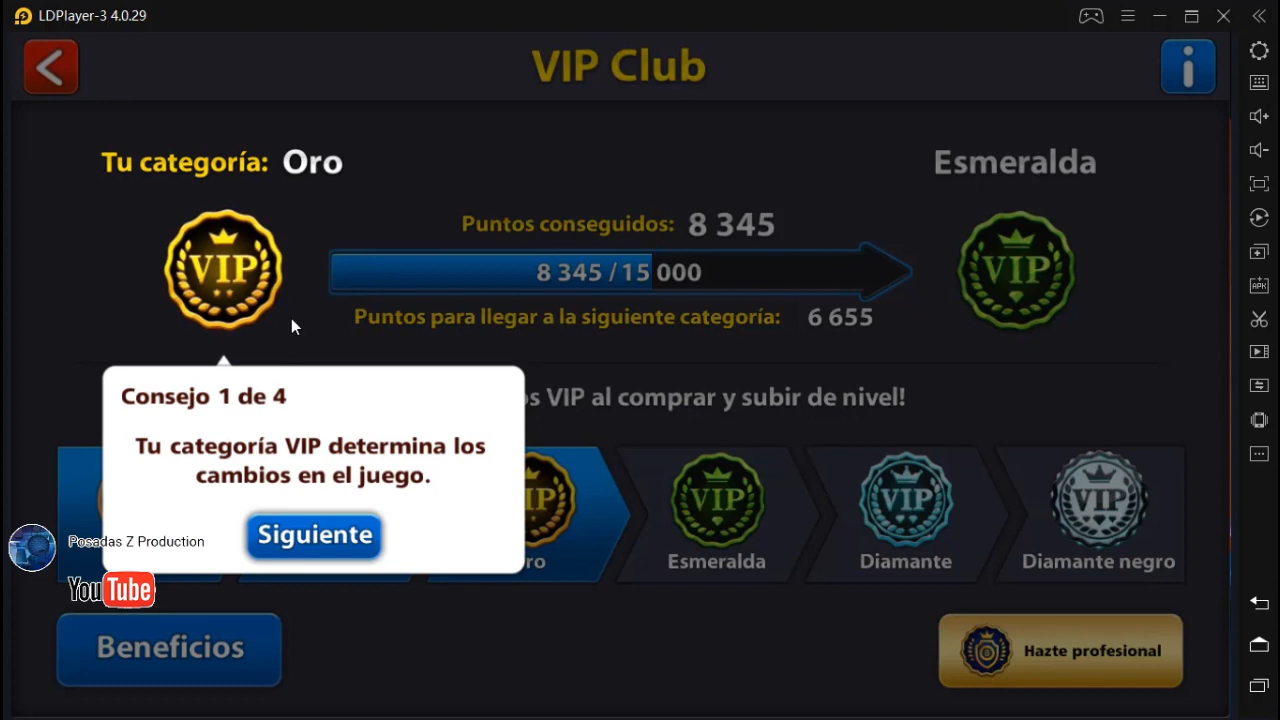 LDPlayer-3 4.0.29
VIP Club
Tu categoría: Oro
Esmeralda
Puntos conseguidos: 8 345
VIP
8 345 / 15 000
VIP
Puntos para llegar a la siguiente categoría: 6 655
Consejo 1 de 4
Tu categoría VIP determina los
cambios en el juego.
Siguiente
os VIP al comprar y subir de nivel!
VIP
VIP
VIP
VIP
ro
Esmeralda
Diamante
Diamante negro
Posadas Z Production
YouTube
Beneficios
Hazte profesional
APK